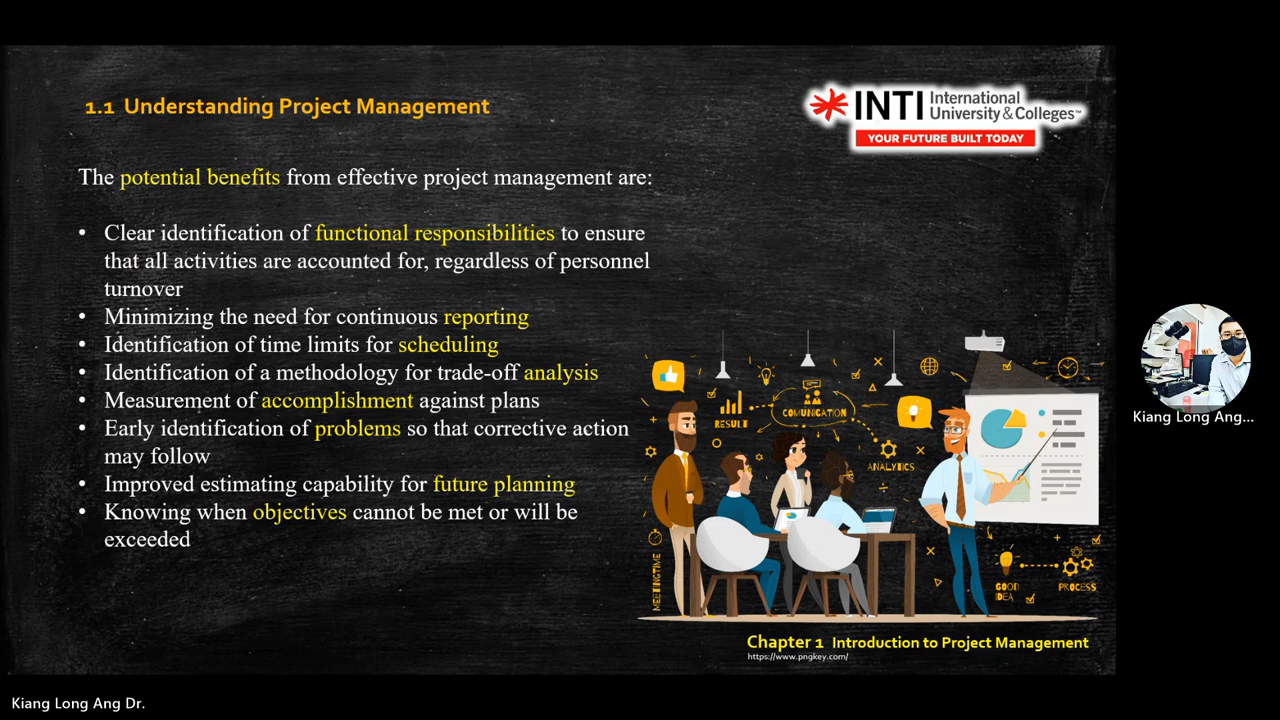 1.1 Understanding Project Management
INTI International
University & Colleges™
YOUR FUTURE BUILT TODAY
The potential benefits from effective project management are:
• Clear identification of functional responsibilities to ensure
that all activities are accounted for, regardless of personnel
turnover
• Minimizing the need for continuous reporting
• Identification of time limits for scheduling
• Identification of a methodology for trade-off analysis
• Measurement of accomplishment against plans
• Early identification of problems so that corrective action
may follow
• Improved estimating capability for future planning
• Knowing when objectives cannot be met or will be
exceeded
RESULT
COMUNICATION
ANALYTICS
MEETING TIME
GOOD
IDEA
PROCESS
Chapter 1 Introduction to Project Management
https://www.pngkey.com/
Kiang Long Ang...
Kiang Long Ang Dr.